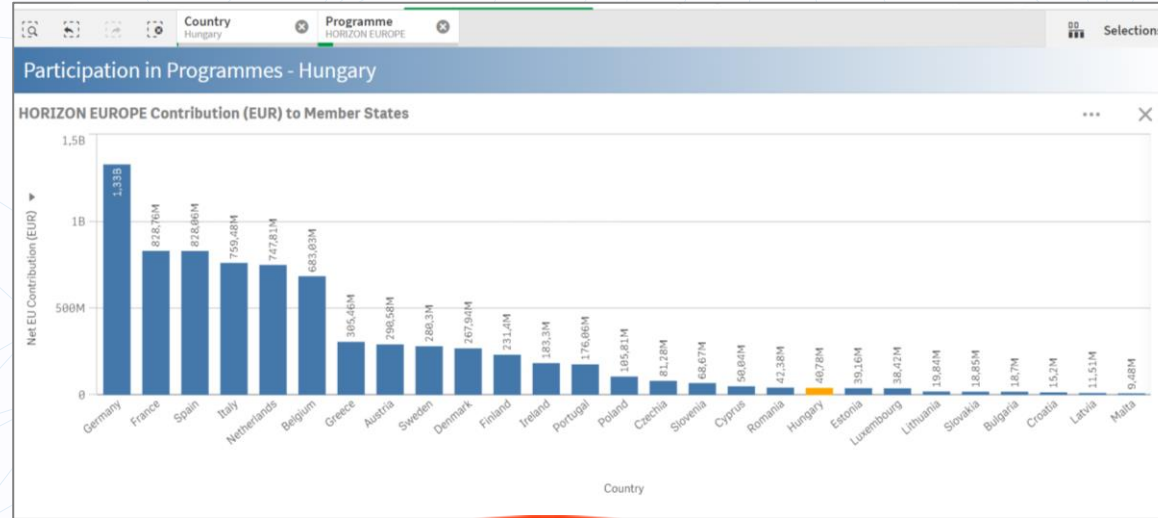 Country
Hungary
Programme
HORIZON EUROPE
Selections
Participation in Programmes - Hungary
HORIZON EUROPE Contribution (EUR) to Member States
Net EU Contribution (EUR)
1,5B
1B
500M
0
1,33B
828,76M
828,06M
759,48M
747,81M
683,03M
305,46M
290,58M
280,3M
267,94M
231,4M
183,3M
176,06M
105,81M
81,28M
68,67M
50,04M
42,38M
40,78M
39,16M
38,42M
19,84M
18,85M
18,7M
15,2M
11,51M
9,48M
Germany
France
Spain
Italy
Netherlands
Belgium
Greece
Austria
Sweden
Denmark
Finland
Ireland
Portugal
Poland
Czechia
Slovenia
Cyprus
Romania
Hungary
Estonia
Luxembourg
Lithuania
Slovakia
Bulgaria
Croatia
Latvia
Malta
Country